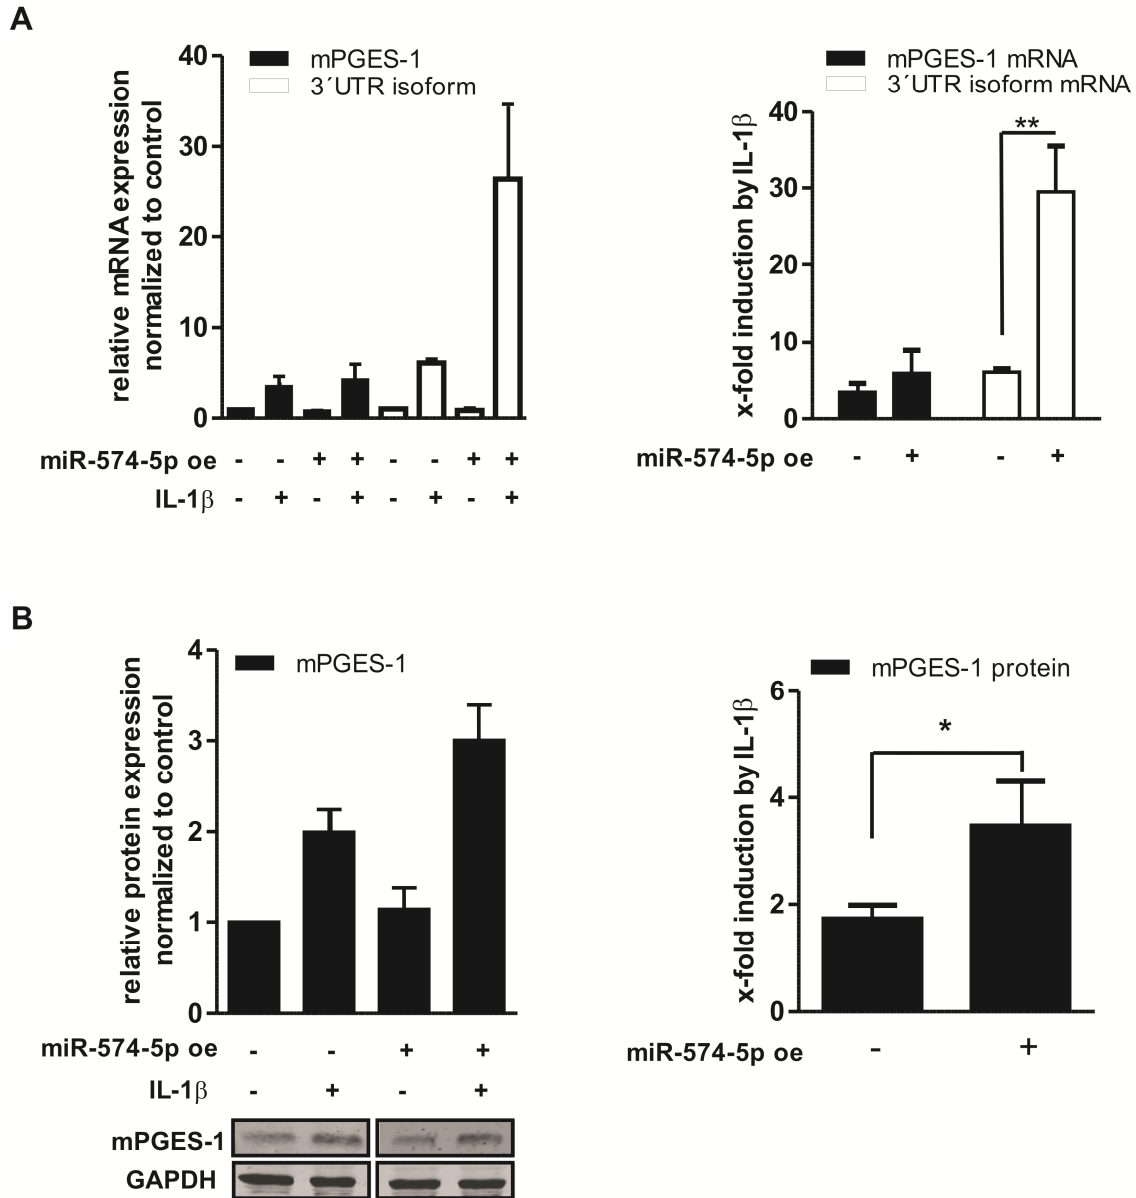 A
mPGES-1
3´UTR isoform
relative mRNA expression
normalized to control
40
30
20
10
0
miR-574-5p oe - - + + - - + +
IL-1β - + - + - + - +
mPGES-1 mRNA
3´UTR isoform mRNA
x-fold induction by IL-1β
40
30
20
10
0
**
miR-574-5p oe - + - +
B
mPGES-1
relative protein expression
normalized to control
4
3
2
1
0
miR-574-5p oe - - + +
IL-1β - + - +
mPGES-1
GAPDH
mPGES-1 protein
x-fold induction by IL-1β
6
4
2
0
*
miR-574-5p oe - +